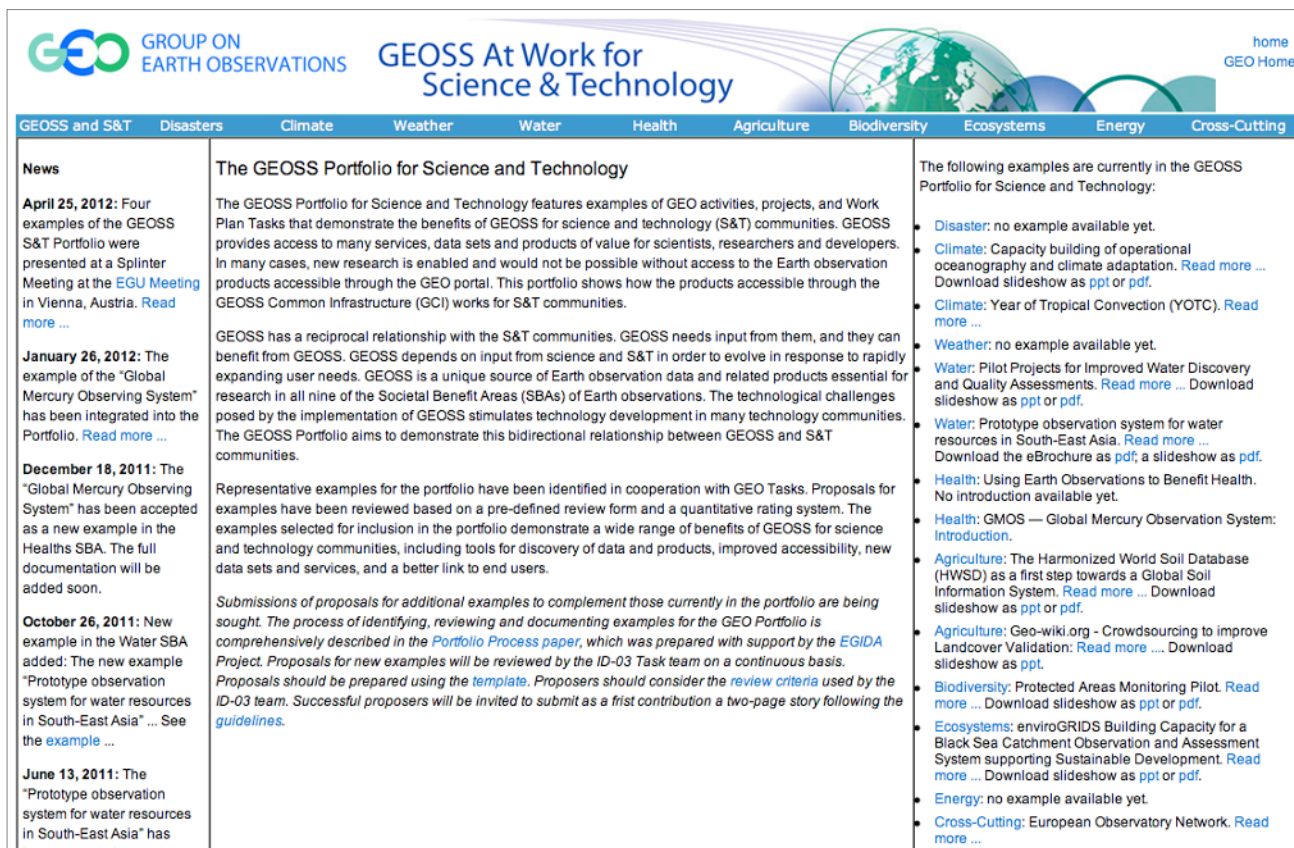 GEO
GROUP ON
EARTH OBSERVATIONS
GEOSS At Work for
Science & Technology
home
GEO Home
GEOSS and S&T Disasters Climate Weather Water Health Agriculture Biodiversity Ecosystems Energy Cross-Cutting
News
April 25, 2012: Four
examples of the GEOSS
S&T Portfolio were
presented at a Splinter
Meeting at the EGU Meeting
in Vienna, Austria. Read
more ...
January 26, 2012: The
example of the "Global
Mercury Observing System"
has been integrated into the
Portfolio. Read more ...
December 18, 2011: The
"Global Mercury Observing
System" has been accepted
as a new example in the
Healths SBA. The full
documentation will be
added soon.
October 26, 2011: New
example in the Water SBA
added: The new example
"Prototype observation
system for water resources
in South-East Asia" ... See
the example ...
June 13, 2011: The
"Prototype observation
system for water resources
in South-East Asia" has
The GEOSS Portfolio for Science and Technology
The GEOSS Portfolio for Science and Technology features examples of GEO activities, projects, and Work
Plan Tasks that demonstrate the benefits of GEOSS for science and technology (S&T) communities. GEOSS
provides access to many services, data sets and products of value for scientists, researchers and developers.
In many cases, new research is enabled and would not be possible without access to the Earth observation
products accessible through the GEO portal. This portfolio shows how the products accessible through the
GEOSS Common Infrastructure (GCI) works for S&T communities.
GEOSS has a reciprocal relationship with the S&T communities. GEOSS needs input from them, and they can
benefit from GEOSS. GEOSS depends on input from science and S&T in order to evolve in response to rapidly
expanding user needs. GEOSS is a unique source of Earth observation data and related products essential for
research in all nine of the Societal Benefit Areas (SBAs) of Earth observations. The technological challenges
posed by the implementation of GEOSS stimulates technology development in many technology communities.
The GEOSS Portfolio aims to demonstrate this bidirectional relationship between GEOSS and S&T
communities.
Representative examples for the portfolio have been identified in cooperation with GEO Tasks. Proposals for
examples have been reviewed based on a pre-defined review form and a quantitative rating system. The
examples selected for inclusion in the portfolio demonstrate a wide range of benefits of GEOSS for science
and technology communities, including tools for discovery of data and products, improved accessibility, new
data sets and services, and a better link to end users.
Submissions of proposals for additional examples to complement those currently in the portfolio are being
sought. The process of identifying, reviewing and documenting examples for the GEO Portfolio is
comprehensively described in the Portfolio Process paper, which was prepared with support by the EGIDA
Project. Proposals for new examples will be reviewed by the ID-03 Task team on a continuous basis.
Proposals should be prepared using the template. Proposers should consider the review criteria used by the
ID-03 team. Successful proposers will be invited to submit as a frist contribution a two-page story following the
guidelines.
The following examples are currently in the GEOSS
Portfolio for Science and Technology:
• Disaster: no example available yet.
• Climate: Capacity building of operational
oceanography and climate adaptation. Read more ...
Download slideshow as ppt or pdf.
• Climate: Year of Tropical Convection (YOTC). Read
more ...
• Weather: no example available yet.
• Water: Pilot Projects for Improved Water Discovery
and Quality Assessments. Read more ... Download
slideshow as ppt or pdf.
• Water: Prototype observation system for water
resources in South-East Asia. Read more ...
Download the eBrochure as pdf; a slideshow as pdf.
• Health: Using Earth Observations to Benefit Health.
No introduction available yet.
• Health: GMOS — Global Mercury Observation System:
Introduction.
• Agriculture: The Harmonized World Soil Database
(HWSD) as a first step towards a Global Soil
Information System. Read more ... Download
slideshow as ppt or pdf.
• Agriculture: Geo-wiki.org - Crowdsourcing to improve
Landcover Validation: Read more .... Download
slideshow as ppt.
• Biodiversity: Protected Areas Monitoring Pilot. Read
more ... Download slideshow as ppt or pdf.
• Ecosystems: enviroGRIDS Building Capacity for a
Black Sea Catchment Observation and Assessment
System supporting Sustainable Development. Read
more ... Download slideshow as ppt or pdf.
• Energy: no example available yet.
• Cross-Cutting: European Observatory Network. Read
more ...